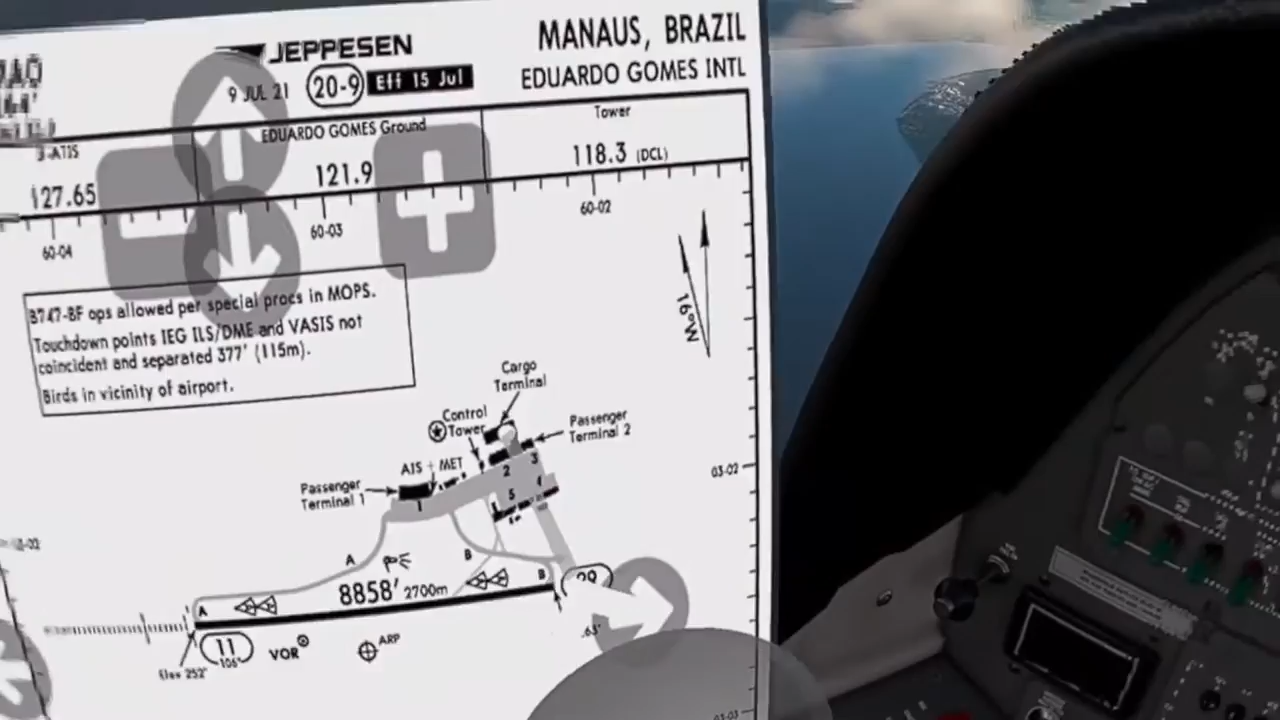 JEPPESEN
MANAUS, BRAZIL
9 JUL 21
20-9
Eff 15 Jul
EDUARDO GOMES INTL
EDUARDO GOMES Ground
Tower
127.65
121.9
118.3 (DCL)
60-04
60-03
60-02
B747-8F ops allowed per special procs in MOPS.
Touchdown points IEG ILS/DME and VASIS not
coincident and separated 377' (115m).
Birds in vicinity of airport.
16°W
Cargo
Terminal
Control
Tower
Passenger
Terminal 2
AIS + MET
Passenger
Terminal 1
1
2
3
4
5
03-02
A
B
8858' 2700m
A
B
11
106°
VOR
ARP
Elev 252'